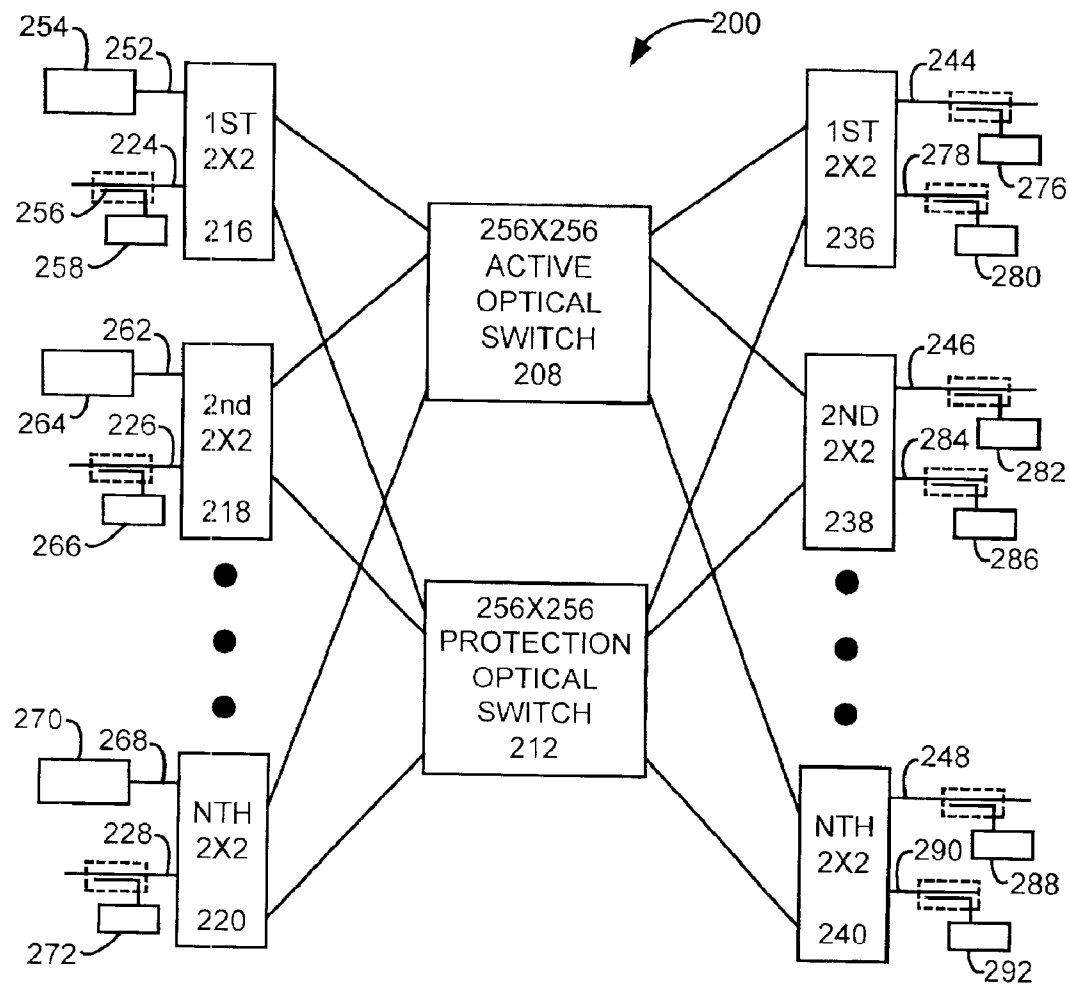 200
254
252
224
256
258
1ST
2X2
216
262
264
226
266
2nd
2X2
218
270
268
228
272
NTH
2X2
220
256X256
ACTIVE
OPTICAL
SWITCH
208
256X256
PROTECTION
OPTICAL
SWITCH
212
1ST
2X2
236
244
278
276
280
2ND
2X2
238
246
284
282
286
NTH
2X2
240
248
290
288
292